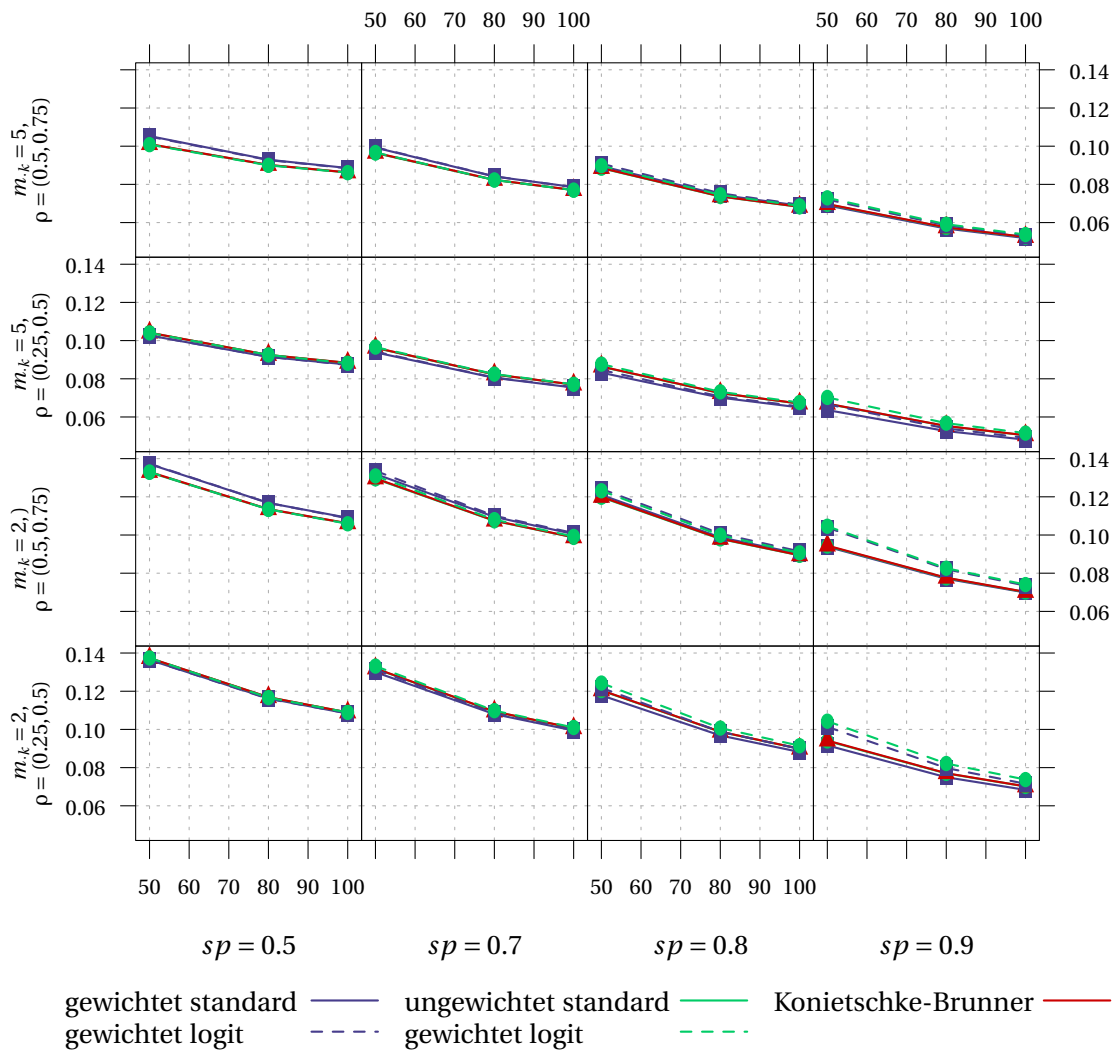 50 60 70 80 90 100 50 60 70 80 90 100
m.k = 5,
ρ = (0.5, 0.75)
0.14
0.12
0.10
0.08
0.06
m.k = 5,
ρ = (0.25, 0.5)
0.14
0.12
0.10
0.08
0.06
m.k = 2,)
ρ = (0.5, 0.75)
0.14
0.12
0.10
0.08
0.06
m.k = 2,
ρ = (0.25, 0.5)
0.14
0.12
0.10
0.08
0.06
50 60 70 80 90 100 50 60 70 80 90 100
sp = 0.5 sp = 0.7 sp = 0.8 sp = 0.9
gewichtet standard ungewichtet standard Konietschke-Brunner
gewichtet logit gewichtet logit